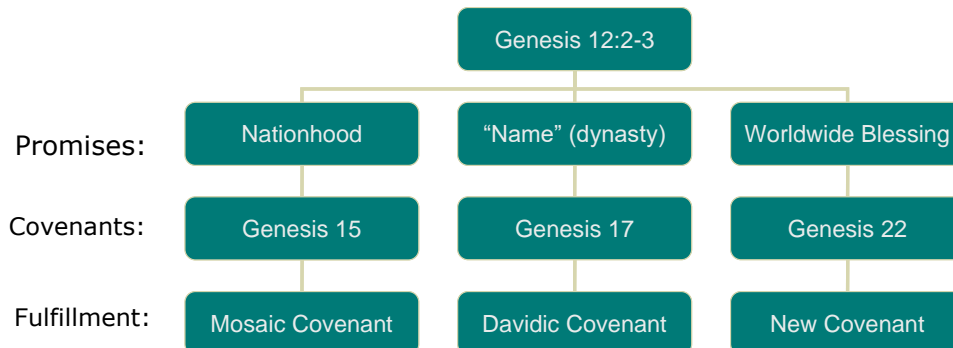 Genesis 12:2-3
Promises:
Nationhood
“Name” (dynasty)
Worldwide Blessing
Covenants:
Genesis 15
Genesis 17
Genesis 22
Fulfillment:
Mosaic Covenant
Davidic Covenant
New Covenant